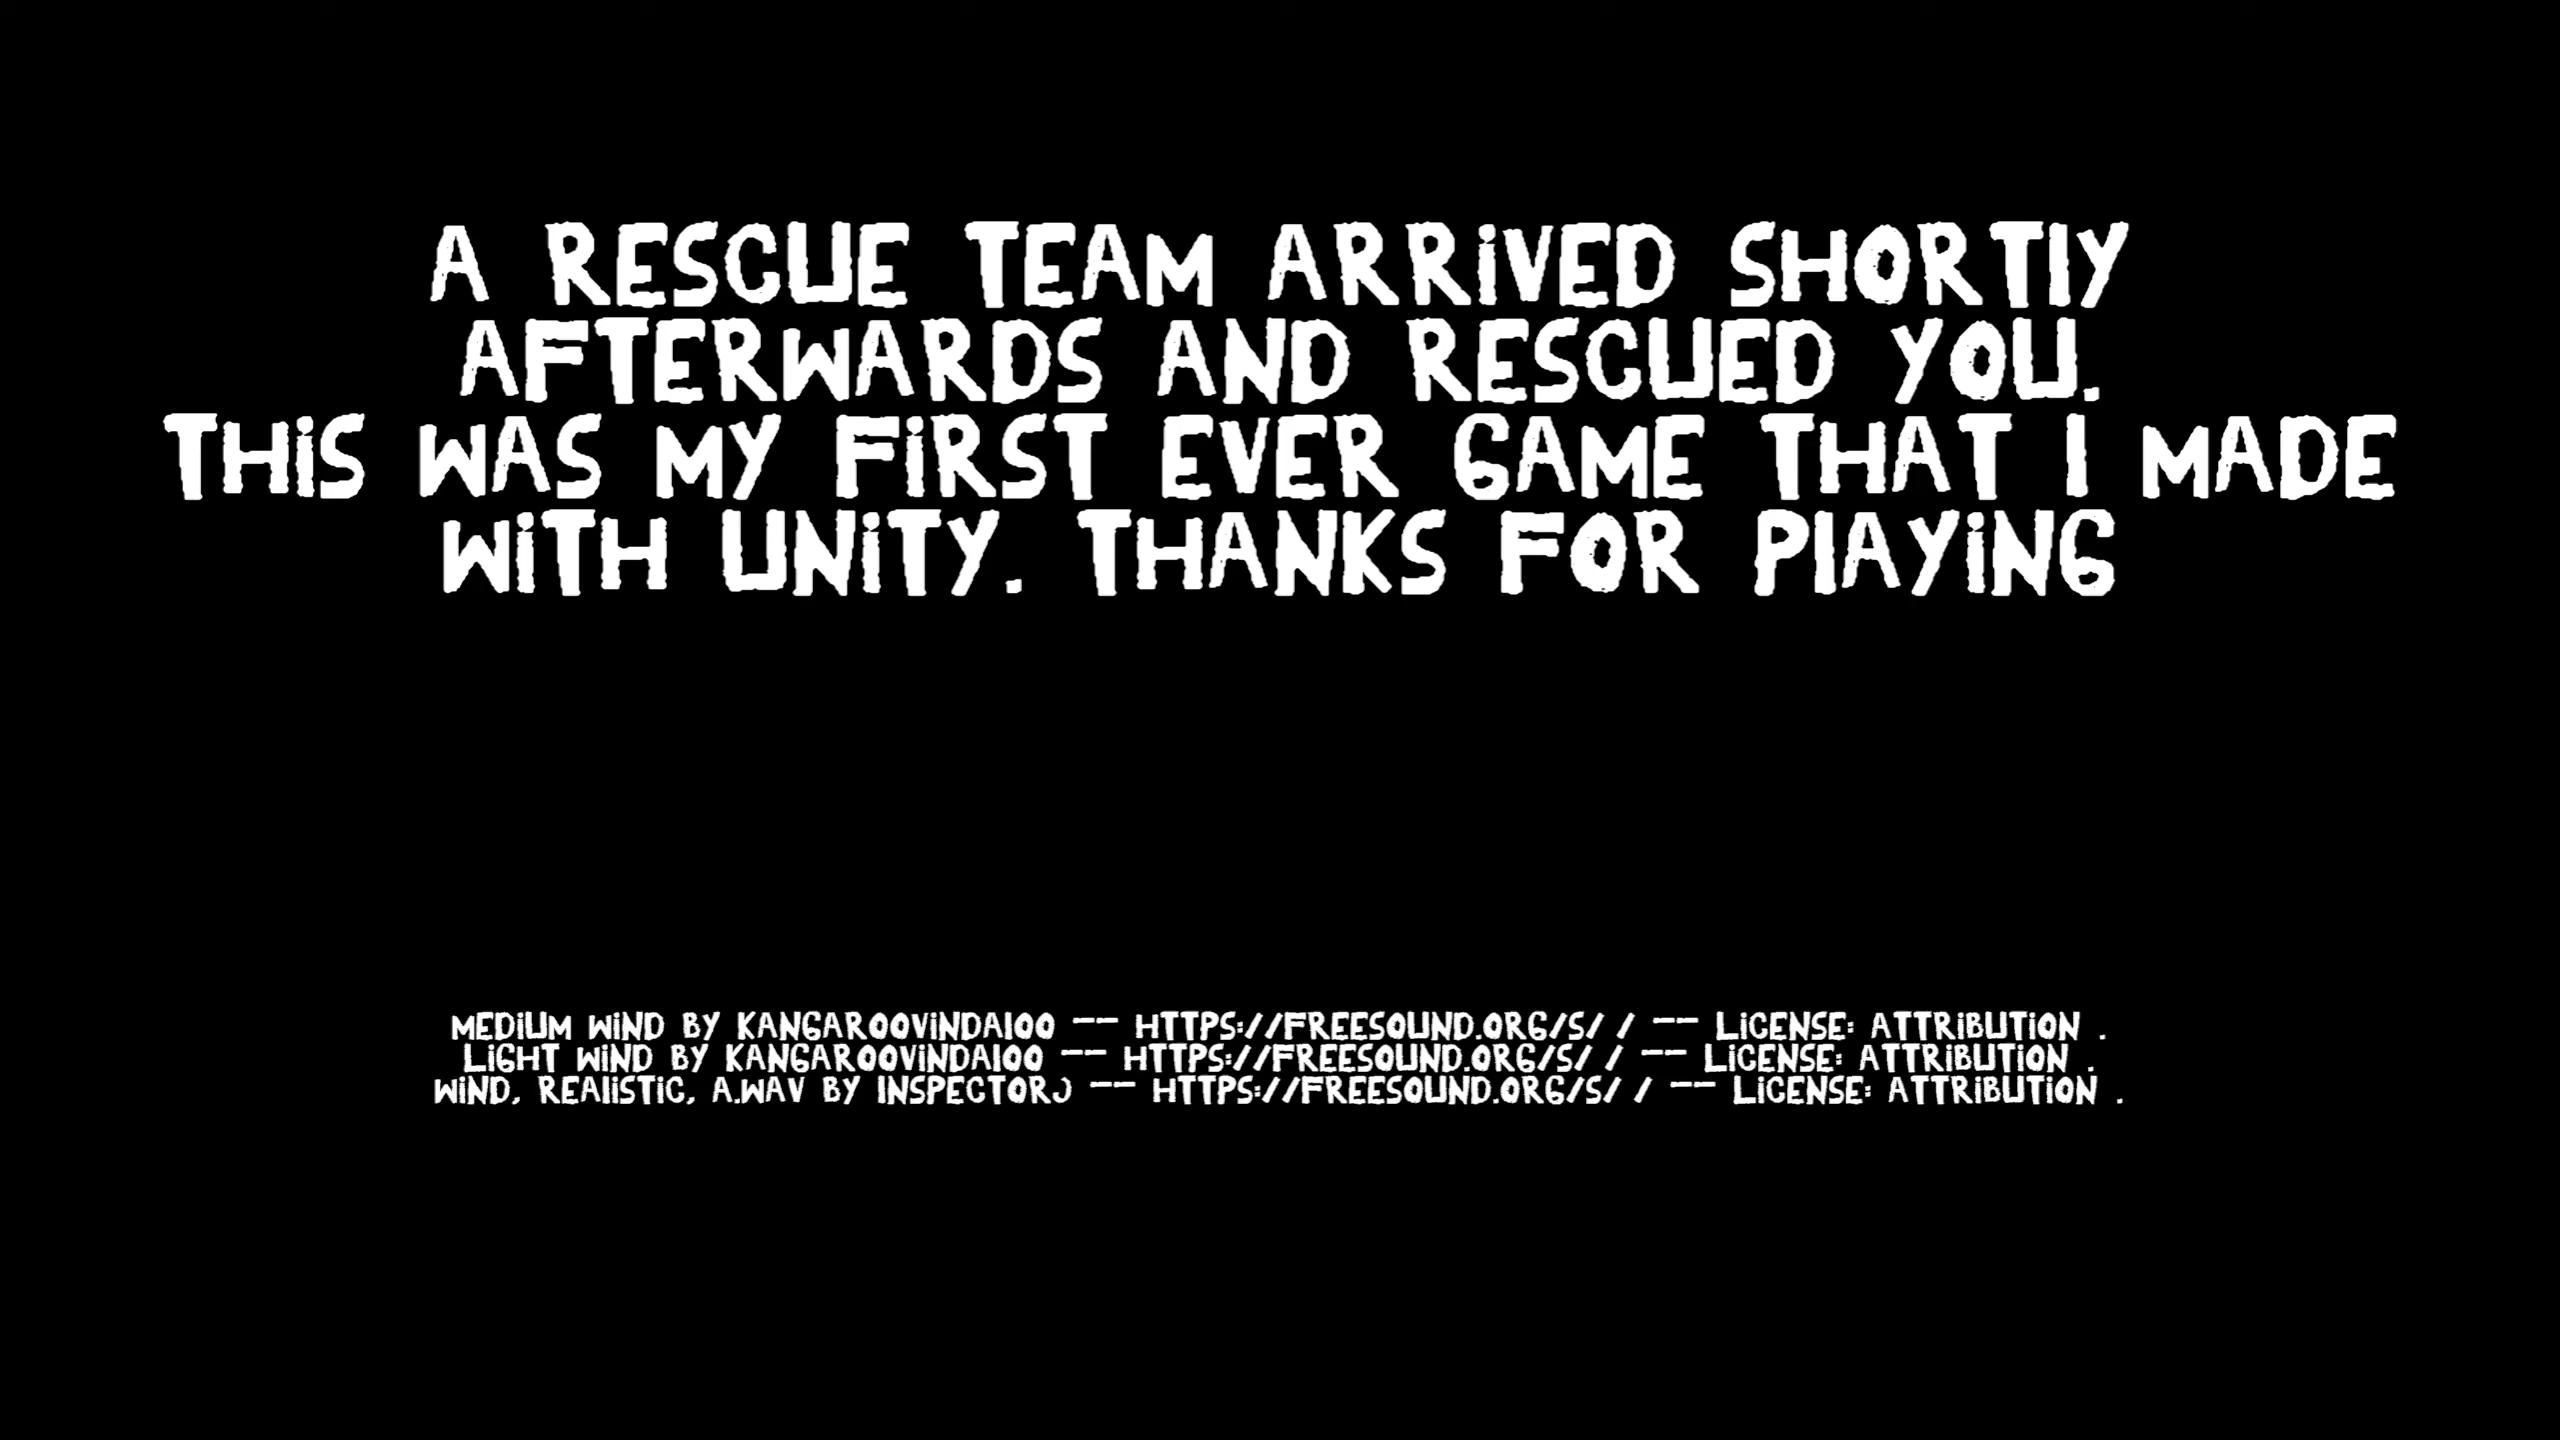 A RESCUE TEAM ARRiVED SHORTlY
AFTERWARDS AND RESCUED YOU.
THiS WAS MY FiRST EVER GAME THAT I MADE
WiTH UNiTY. THANKS FOR PlAYiNG
MEDiUM WiND BY KANGAROOViNDAlOO -- HTTPS://FREESOUND.ORG/S/ / -- LiCENSE: ATTRiBUTiON .
LiGHT WiND BY KANGAROOViNDAlOO -- HTTPS://FREESOUND.ORG/S/ / -- LiCENSE: ATTRiBUTiON .
WiND, REAliSTiC, A.WAV BY INSPECTORJ -- HTTPS://FREESOUND.ORG/S/ / -- LiCENSE: ATTRiBUTiON .